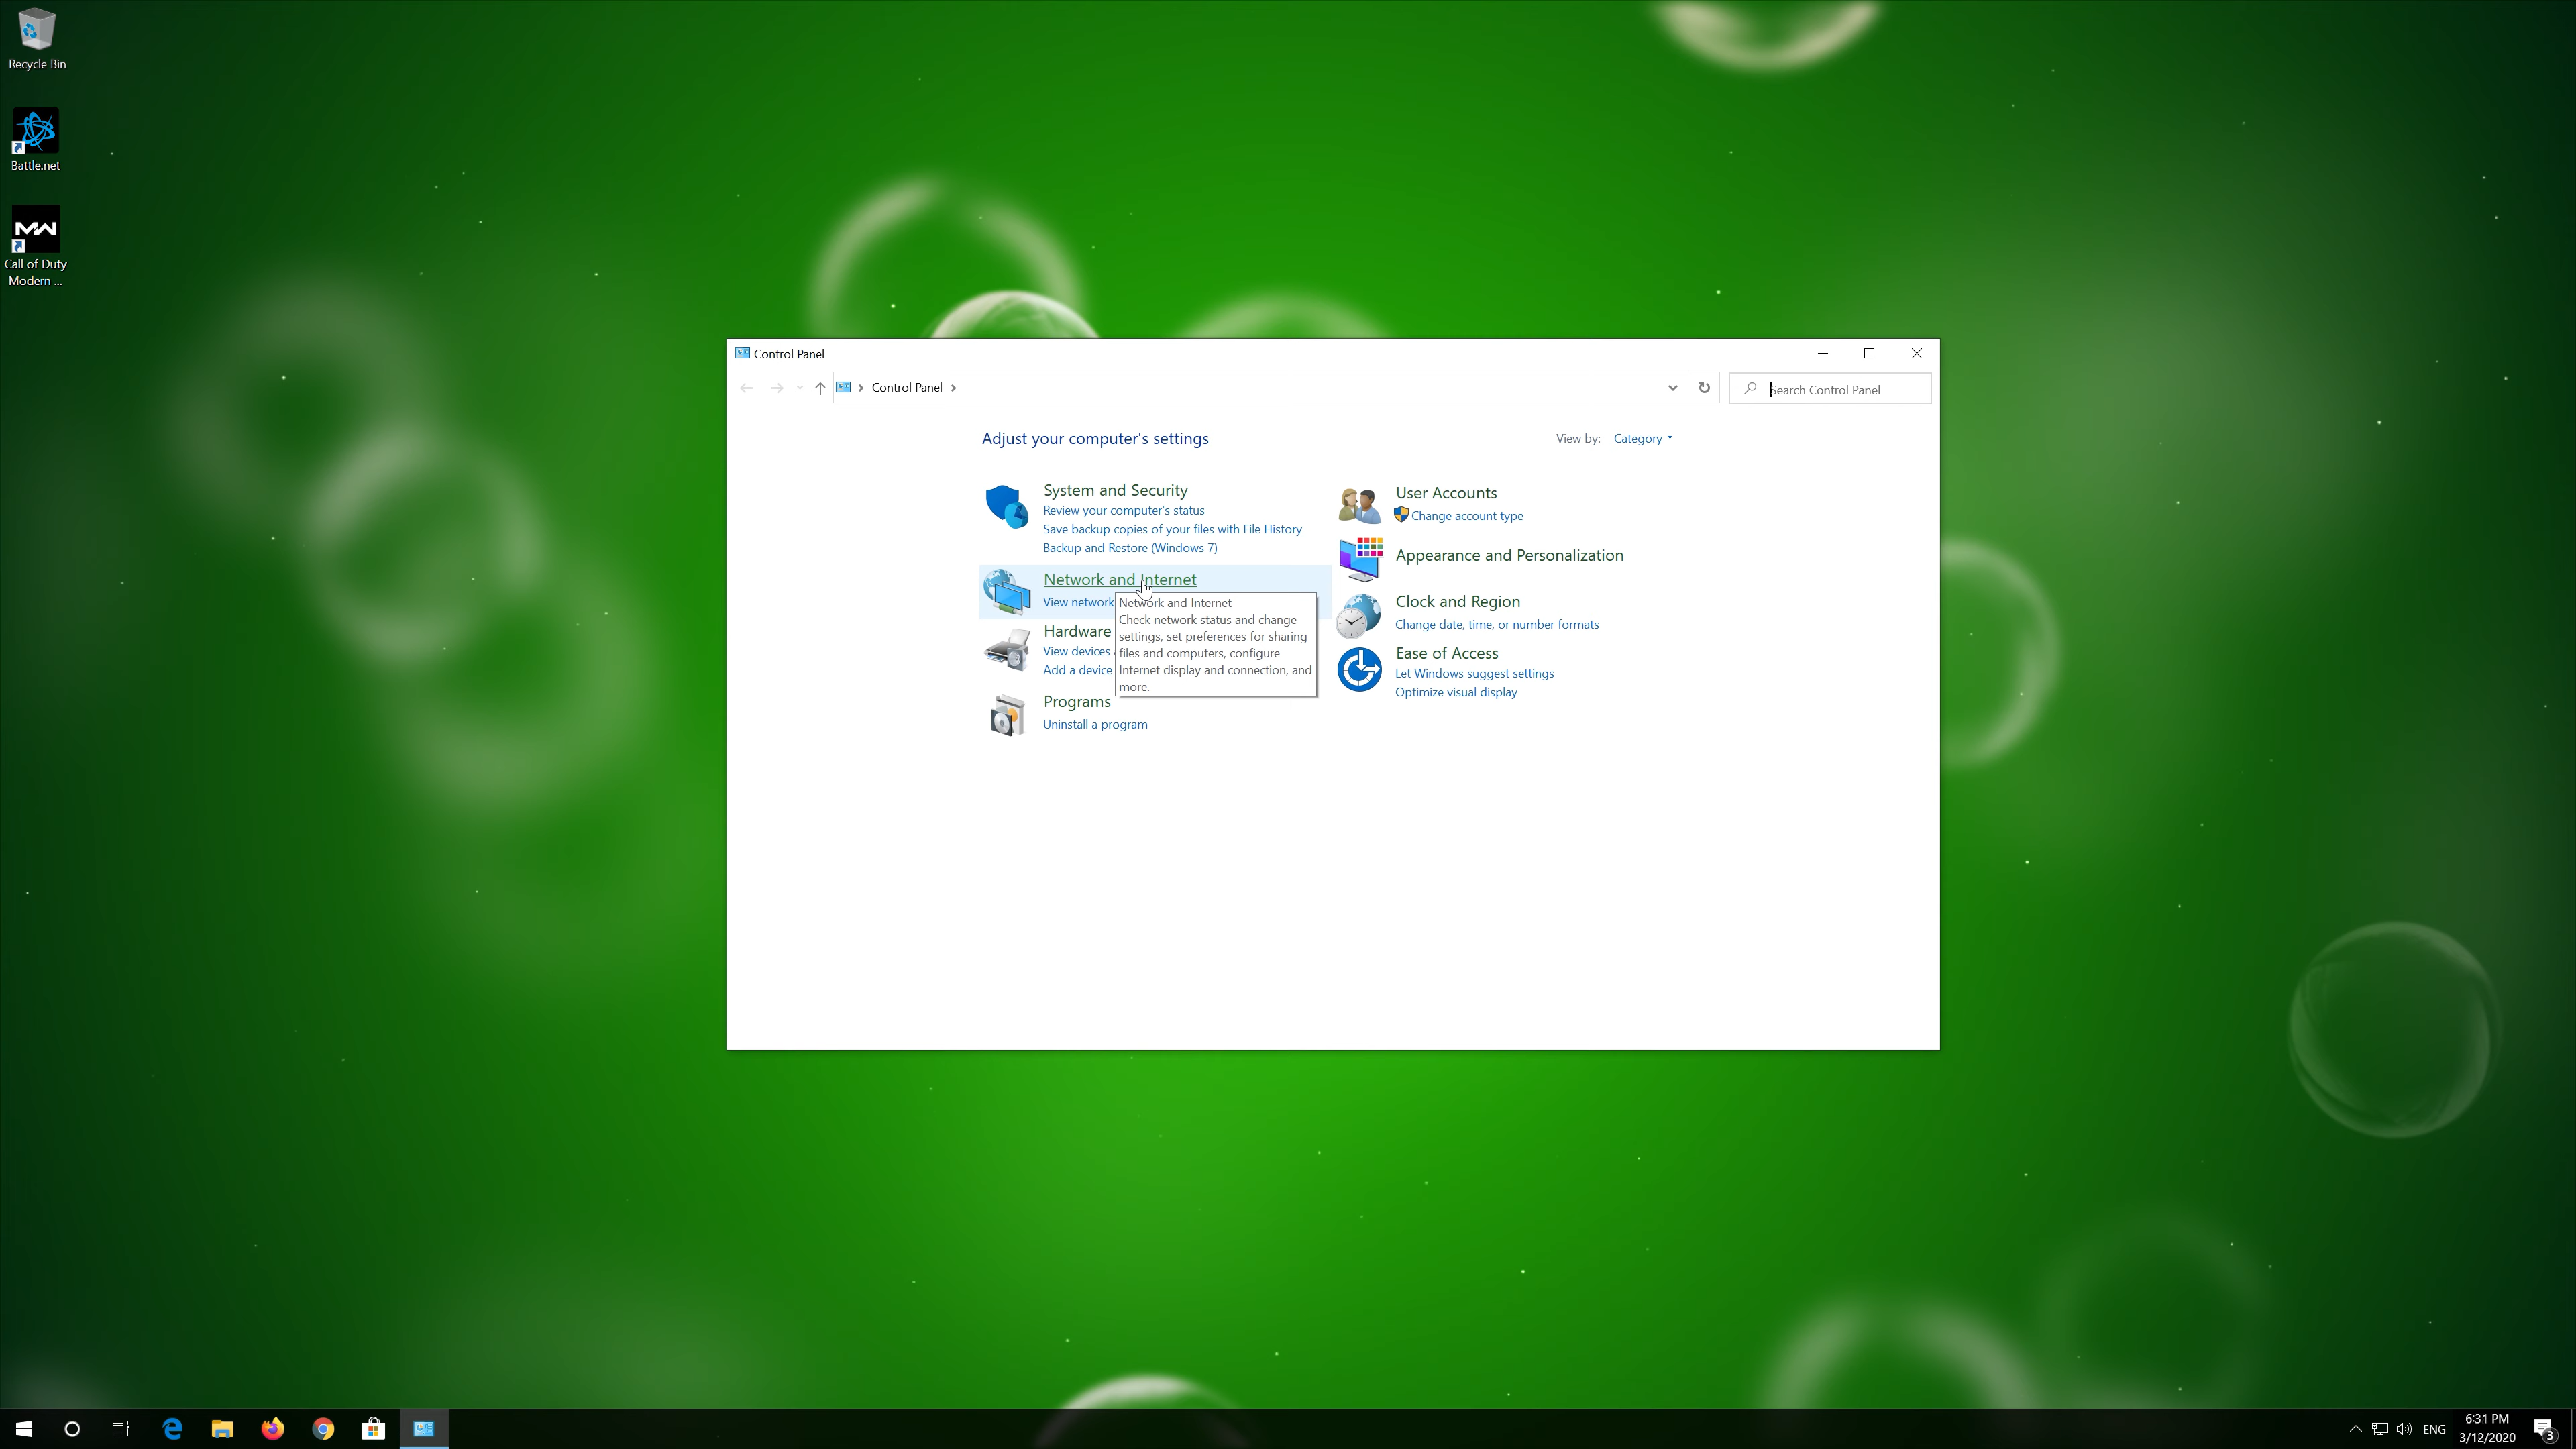 Recycle Bin
Battle.net
MW
Call of Duty
Modern ...
Control Panel
Control Panel
Search Control Panel
Adjust your computer's settings
View by: Category
System and Security
Review your computer's status
Save backup copies of your files with File History
Backup and Restore (Windows 7)
Network and Internet
View network
Network and Internet
Check network status and change
settings, set preferences for sharing
files and computers, configure
Internet display and connection, and
more.
Hardware
View devices
Add a device
Programs
Uninstall a program
User Accounts
Change account type
Appearance and Personalization
Clock and Region
Change date, time, or number formats
Ease of Access
Let Windows suggest settings
Optimize visual display
ENG
6:31 PM
3/12/2020
3